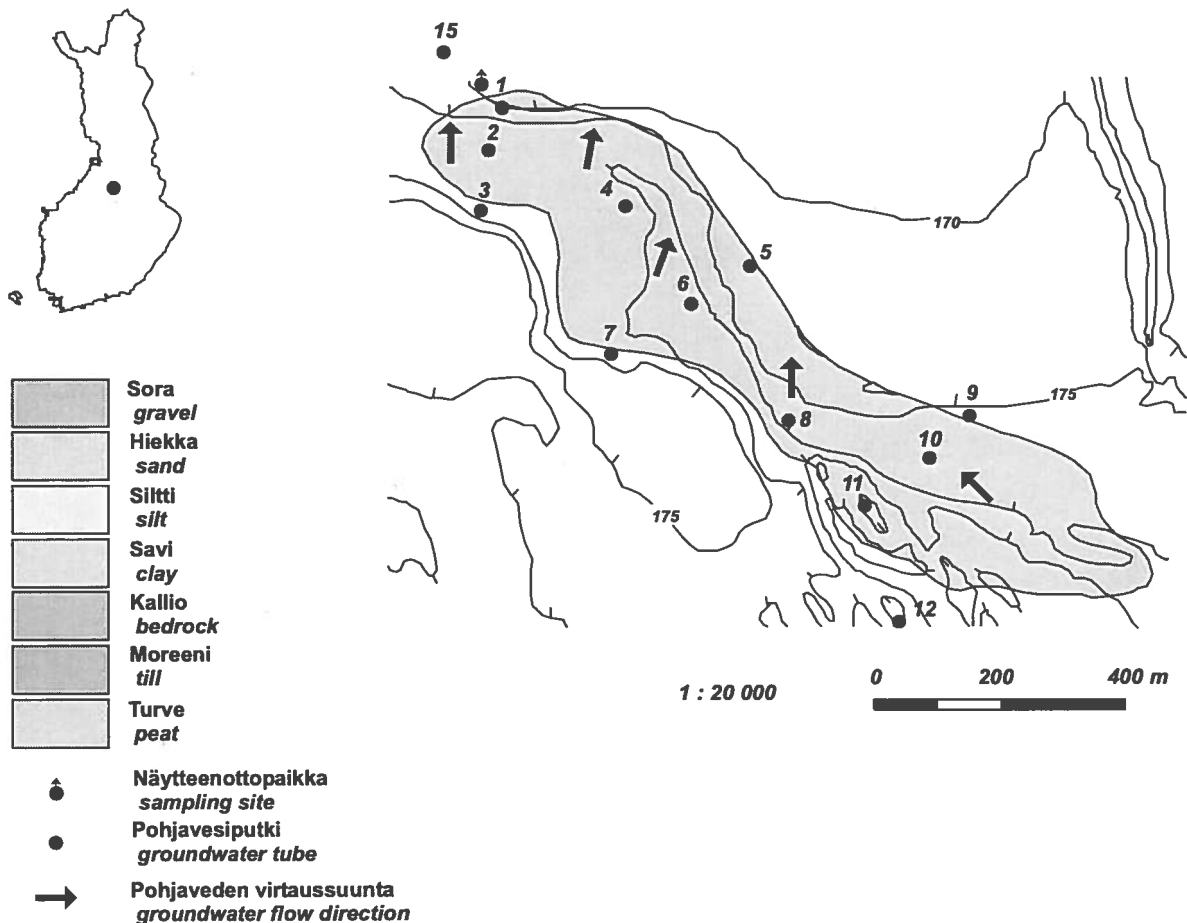 15
1
2
3
4
170
5
6
7
175
9
8
10
11
175
12
Sora
gravel
Hiekka
sand
Siltti
silt
Savi
clay
Kallio
bedrock
Moreeni
till
Turve
peat
1 : 20 000
0 200 400 m
Näytteenottopaikka
sampling site
Pohjavesiputki
groundwater tube
Pohjaveden virtaussuunta
groundwater flow direction